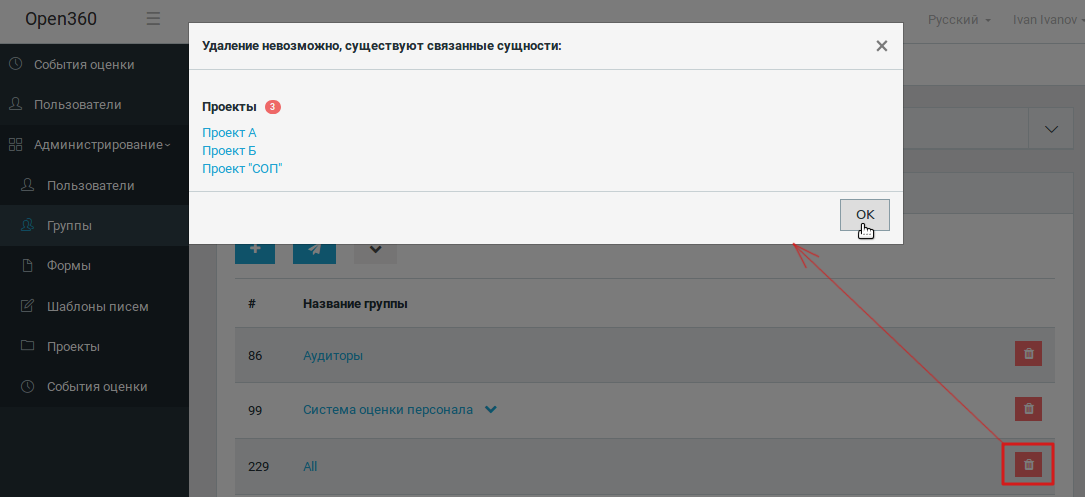 Open360
Русский
Ivan Ivanov
События оценки
Пользователи
Администрирование
Пользователи
Группы
Формы
Шаблоны писем
Проекты
События оценки
Удаление невозможно, существуют связанные сущности:
×
Проекты 3
Проект А
Проект Б
Проект "СОП"
OK
+
# Название группы
86 Аудиторы
99 Система оценки персонала
229 All